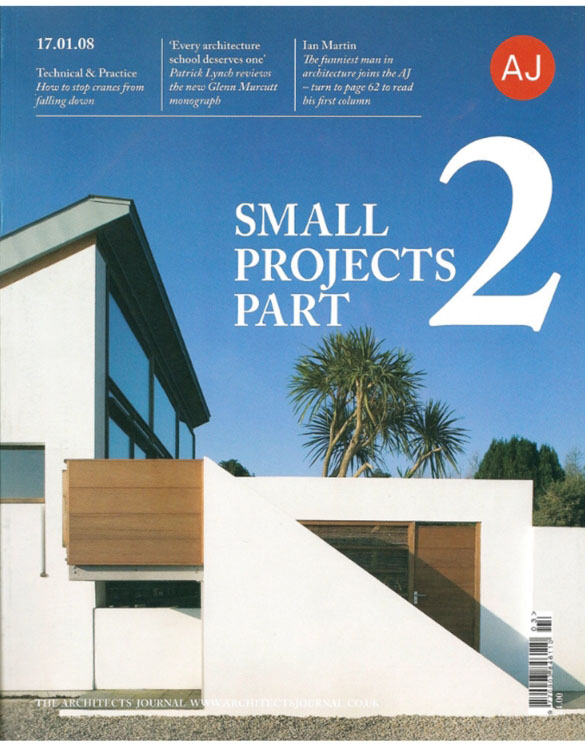 17.01.08
Technical & Practice
How to stop cranes from
falling down
'Every architecture
school deserves one'
Patrick Lynch reviews
the new Glenn Murcutt
monograph
Ian Martin
The funniest man in
architecture joins the AJ
– turn to page 62 to read
his first column
AJ
SMALL
PROJECTS
PART
2
THE ARCHITECTS' JOURNAL WWW.ARCHITECTSJOURNAL.CO.UK
03>